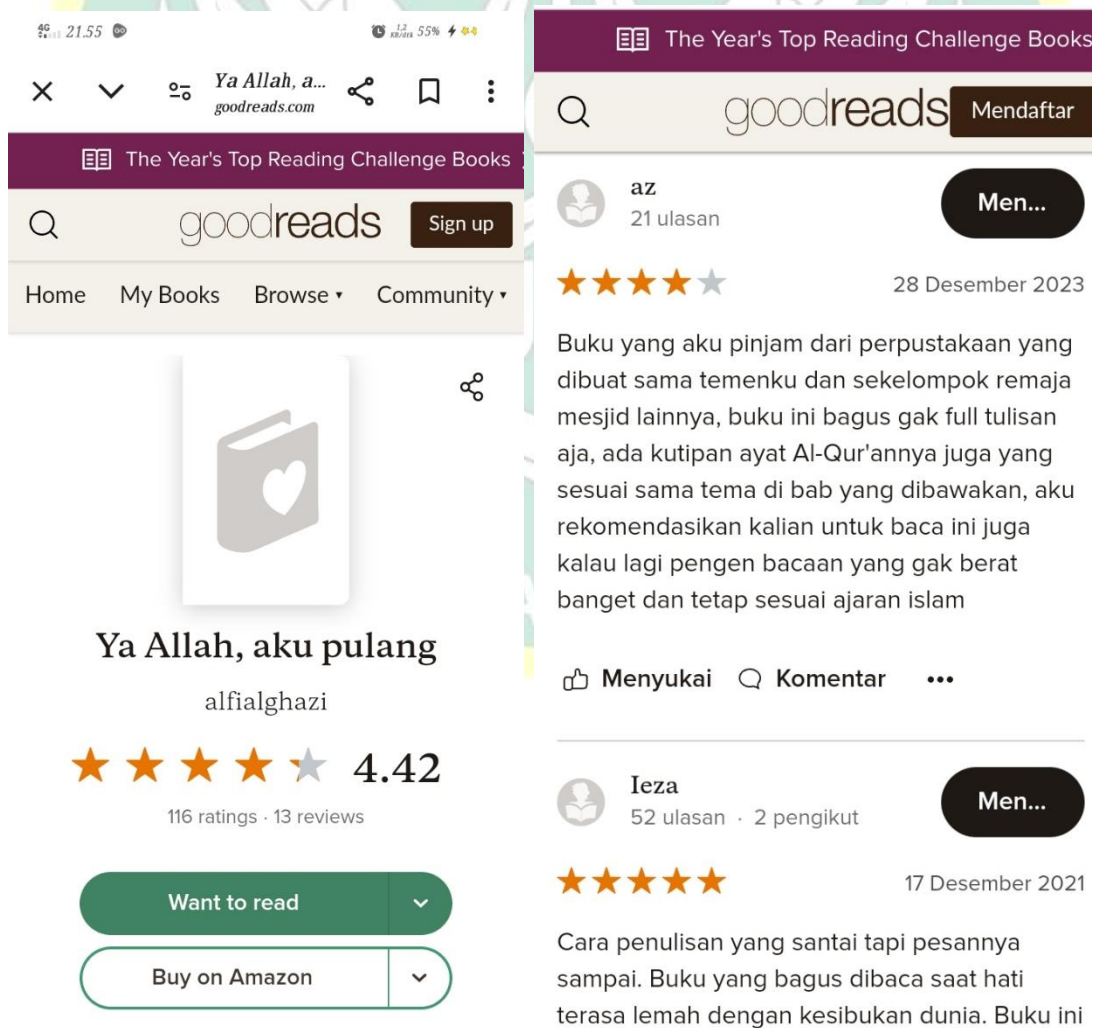 4G 21.55
1.2 KB/det 55%
Ya Allah, a...
goodreads.com
The Year's Top Reading Challenge Books
goodreads Sign up
Home My Books Browse Community
Ya Allah, aku pulang
alfialghazi
4.42
116 ratings · 13 reviews
Want to read
Buy on Amazon
The Year's Top Reading Challenge Books
goodreads Mendaftar
az
21 ulasan
Men...
28 Desember 2023
Buku yang aku pinjam dari perpustakaan yang
dibuat sama temenku dan sekelompok remaja
mesjid lainnya, buku ini bagus gak full tulisan
aja, ada kutipan ayat Al-Qur'annya juga yang
sesuai sama tema di bab yang dibawakan, aku
rekomendasikan kalian untuk baca ini juga
kalau lagi pengen bacaan yang gak berat
banget dan tetap sesuai ajaran islam
Menyukai Komentar
Ieza
52 ulasan · 2 pengikut
Men...
17 Desember 2021
Cara penulisan yang santai tapi pesannya
sampai. Buku yang bagus dibaca saat hati
terasa lemah dengan kesibukan dunia. Buku ini